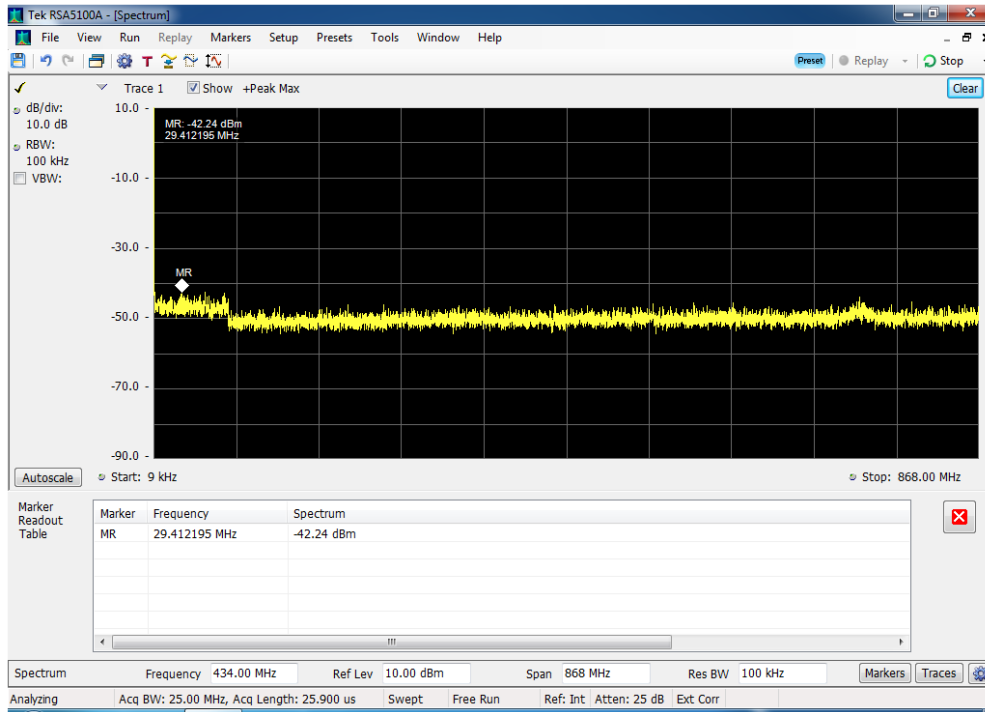 Tek RSA5100A - [Spectrum]
File View Run Replay Markers Setup Presets Tools Window Help
Preset Replay Stop
Trace 1 Show +Peak Max Clear
dB/div:
10.0 dB
RBW:
100 kHz
VBW:
10.0
-10.0
-30.0
-50.0
-70.0
-90.0
MR: -42.24 dBm
29.412195 MHz
MR
Autoscale Start: 9 kHz Stop: 868.00 MHz
Marker
Readout
Table
Marker Frequency Spectrum
MR 29.412195 MHz -42.24 dBm
Spectrum Frequency 434.00 MHz Ref Lev 10.00 dBm Span 868 MHz Res BW 100 kHz Markers Traces
Analyzing Acq BW: 25.00 MHz, Acq Length: 25.900 us Swept Free Run Ref: Int Atten: 25 dB Ext Corr